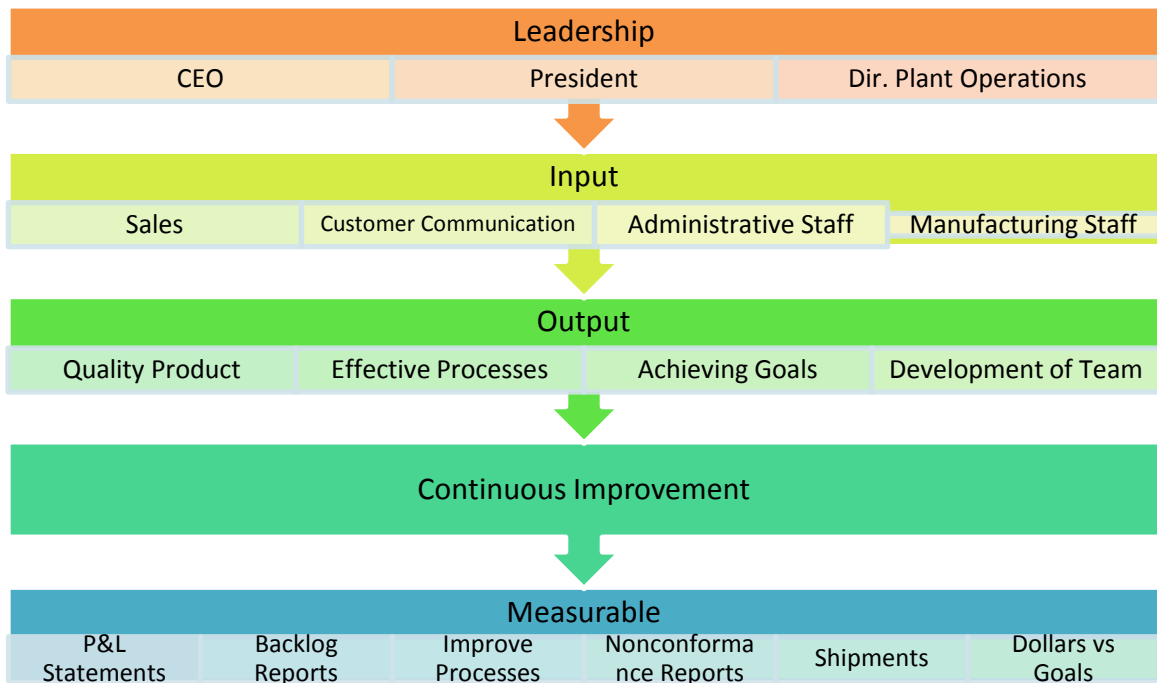 Leadership
CEO President Dir. Plant Operations
Input
Sales Customer Communication Administrative Staff Manufacturing Staff
Output
Quality Product Effective Processes Achieving Goals Development of Team
Continuous Improvement
Measurable
P&L
Statements
Backlog
Reports
Improve
Processes
Nonconforma
nce Reports
Shipments
Dollars vs
Goals